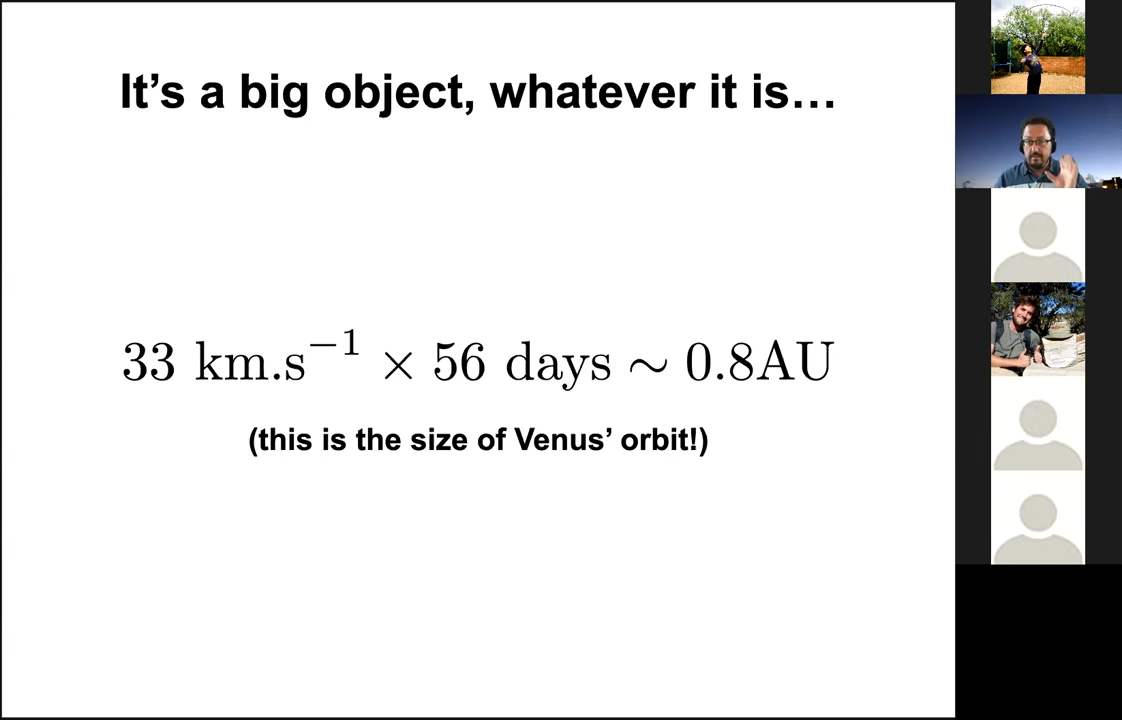 It’s a big object, whatever it is…
33 km.s⁻¹ × 56 days ∼ 0.8AU
(this is the size of Venus’ orbit!)